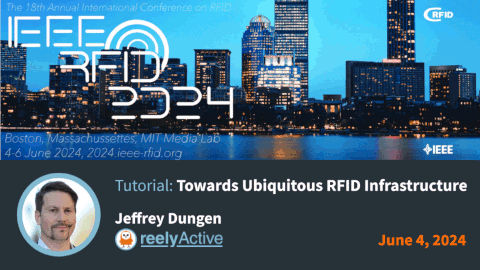 The 18th Annual International Conference on RFID
IEEE
RFID
2024
Boston, Massachussettes, MIT Media Lab
4-6 June 2024, 2024.ieee-rfid.org
CRFID
IEEE
Tutorial: Towards Ubiquitous RFID Infrastructure
Jeffrey Dungen
reelyActive
June 4, 2024